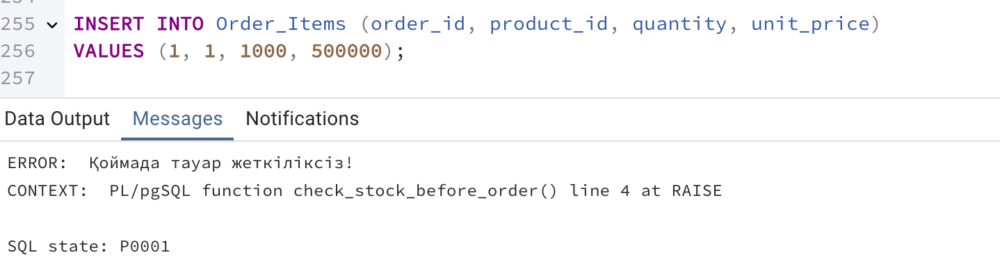 254
255 INSERT INTO Order_Items (order_id, product_id, quantity, unit_price)
256 VALUES (1, 1, 1000, 500000);
257
Data Output Messages Notifications
ERROR:  Қоймада тауар жеткіліксіз!
CONTEXT:  PL/pgSQL function check_stock_before_order() line 4 at RAISE
SQL state: P0001